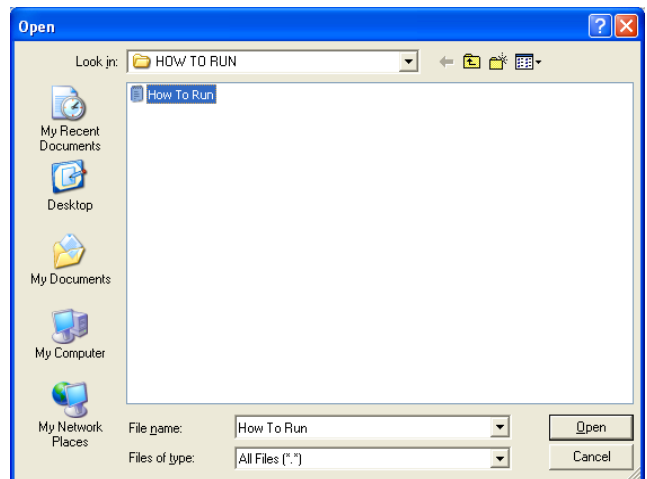 Open
Look in: HOW TO RUN
How To Run
My Recent
Documents
Desktop
My Documents
My Computer
My Network
Places
File name: How To Run Open
Files of type: All Files (*.*) Cancel